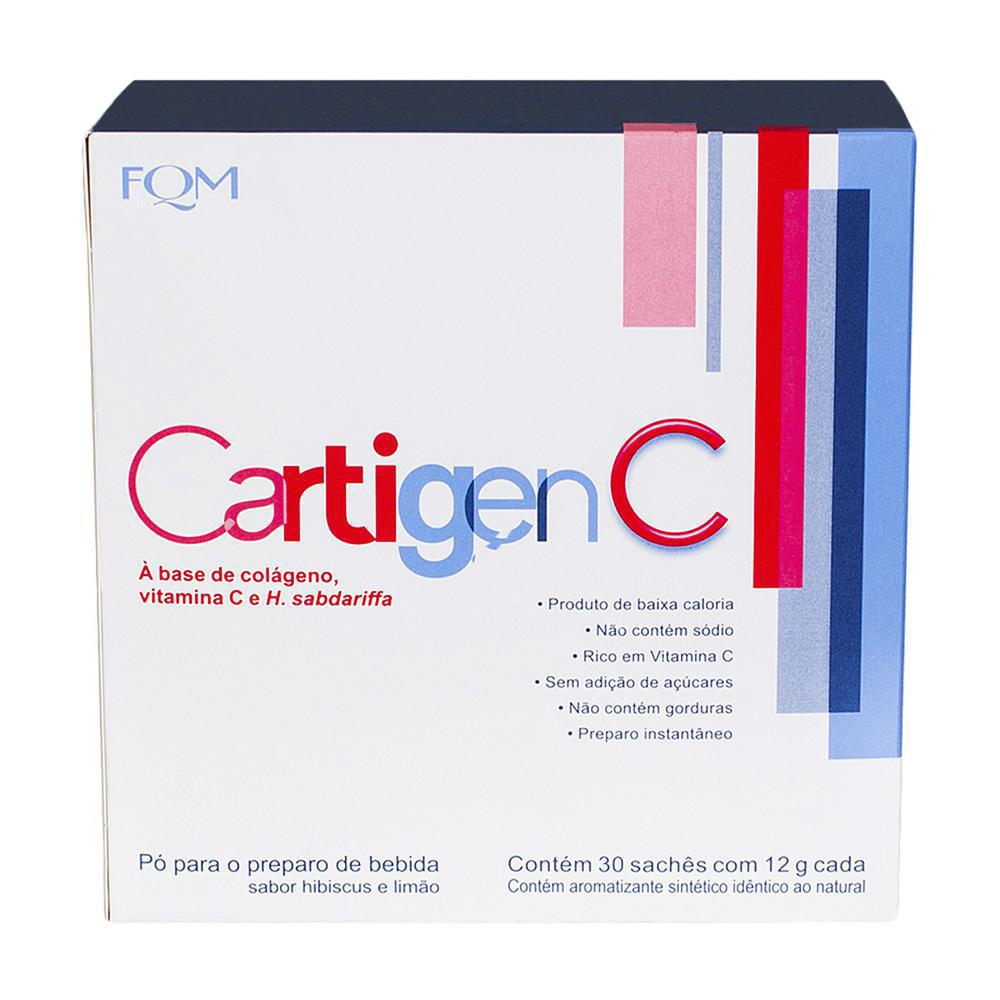 FQM
Cartigen C
À base de colágeno,
vitamina C e H. sabdariffa
• Produto de baixa caloria
• Não contém sódio
• Rico em Vitamina C
• Sem adição de açúcares
• Não contém gorduras
• Preparo instantâneo
Pó para o preparo de bebida
sabor hibiscus e limão
Contém 30 sachês com 12 g cada
Contém aromatizante sintético idêntico ao natural